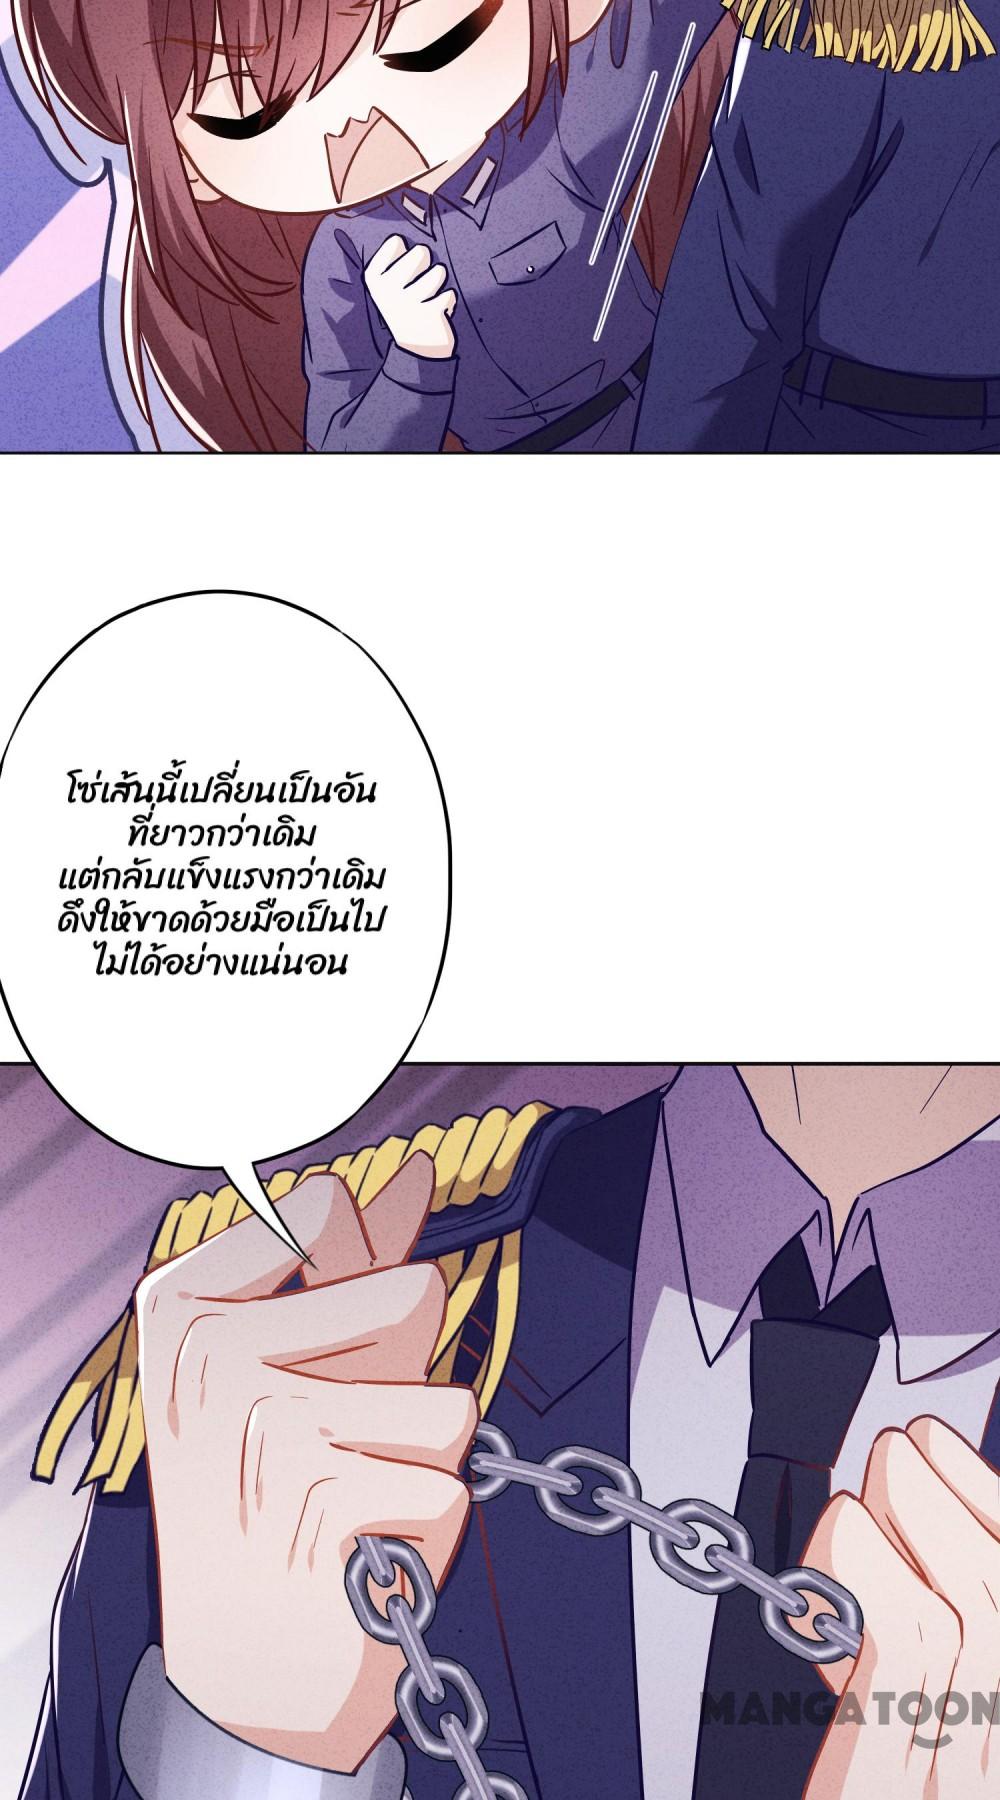 โซ่เส้นนี้เปลี่ยนเป็นอัน
ที่ยาวกว่าเดิม
แต่กลับแข็งแรงกว่าเดิม
ดึงให้ขาดด้วยมือเป็นไป
ไม่ได้อย่างแน่นอน
MANGATOON